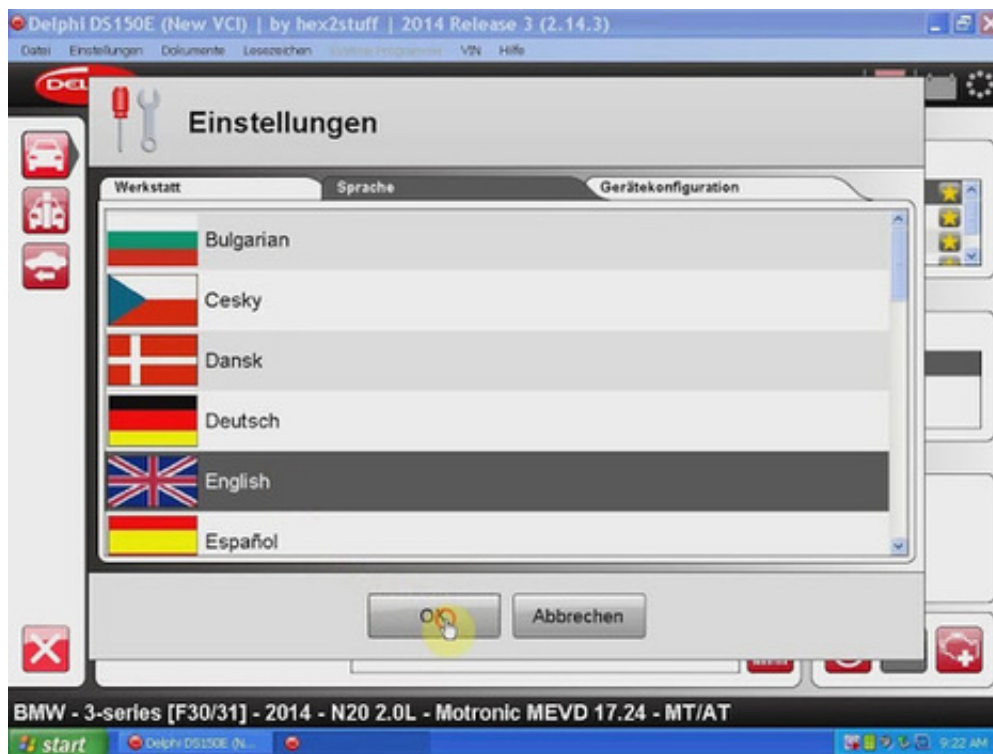 Delphi DS150E (New VCI) | by hex2stuff | 2014 Release 3 (2.14.3)
Datei Einstellungen Dokumente Lesezeichen VIN Hilfe
DEL
Einstellungen
Werkstatt Sprache Gerätekonfiguration
Bulgarian
Cesky
Dansk
Deutsch
English
Español
OK Abbrechen
BMW - 3-series [F30/31] - 2014 - N20 2.0L - Motronic MEVD 17.24 - MT/AT
start Delphi DS150E (N... 9:22 AM